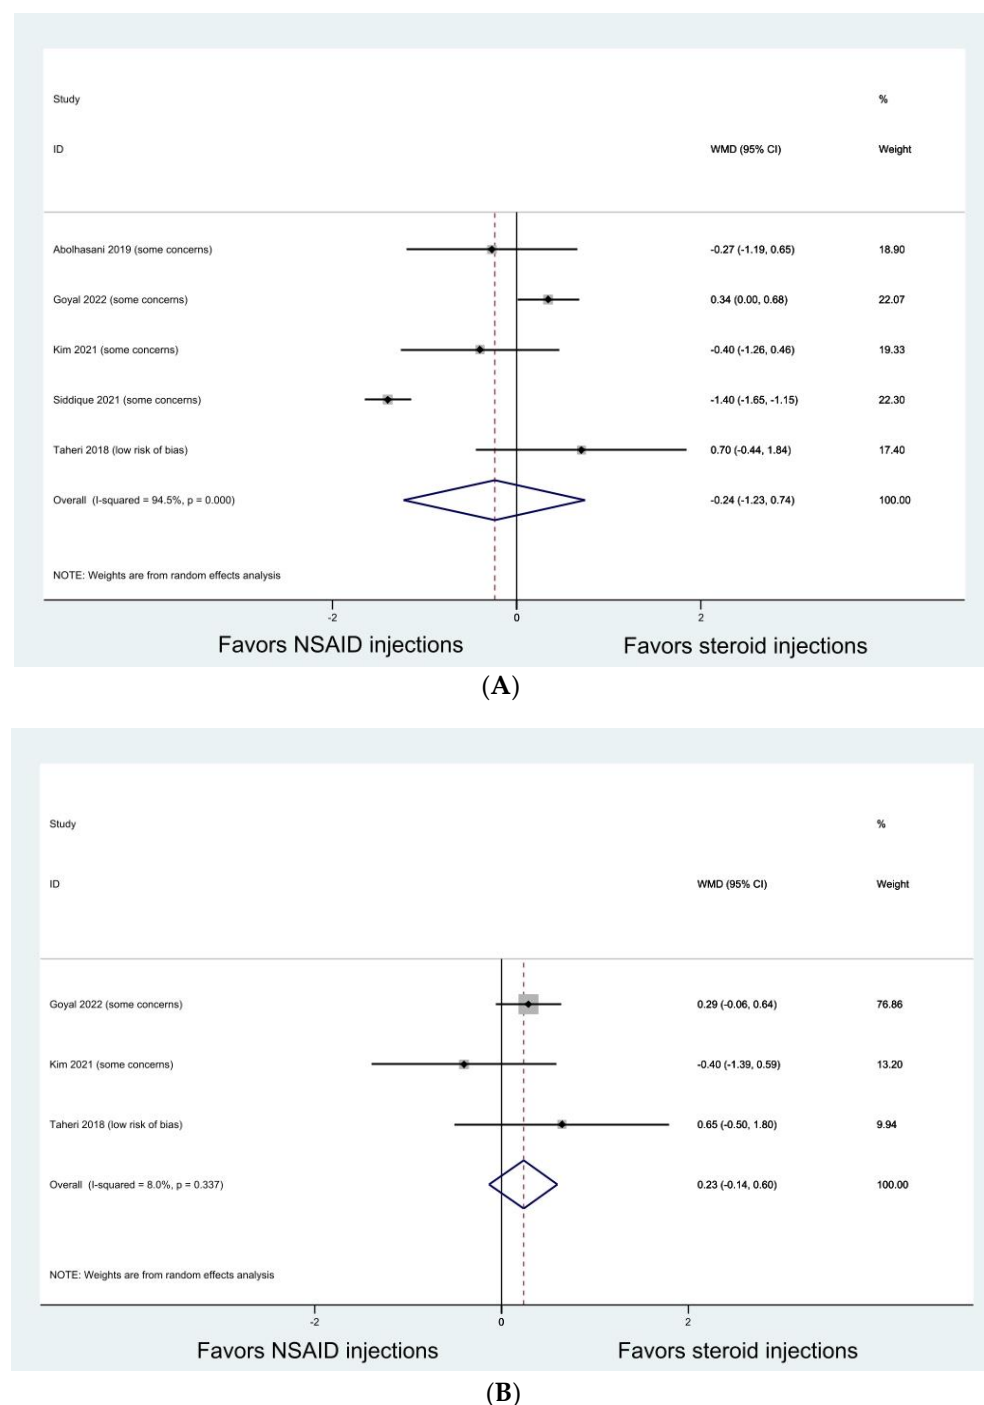 Study %
ID WMD (95% CI) Weight
Abolhasani 2019 (some concerns) -0.27 (-1.19, 0.65) 18.90
Goyal 2022 (some concerns) 0.34 (0.00, 0.68) 22.07
Kim 2021 (some concerns) -0.40 (-1.26, 0.46) 19.33
Siddique 2021 (some concerns) -1.40 (-1.65, -1.15) 22.30
Taheri 2018 (low risk of bias) 0.70 (-0.44, 1.84) 17.40
Overall (I-squared = 94.5%, p = 0.000) -0.24 (-1.23, 0.74) 100.00
NOTE: Weights are from random effects analysis
-2 0 2
Favors NSAID injections Favors steroid injections
(A)
Study %
ID WMD (95% CI) Weight
Goyal 2022 (some concerns) 0.29 (-0.06, 0.64) 76.86
Kim 2021 (some concerns) -0.40 (-1.39, 0.59) 13.20
Taheri 2018 (low risk of bias) 0.65 (-0.50, 1.80) 9.94
Overall (I-squared = 8.0%, p = 0.337) 0.23 (-0.14, 0.60) 100.00
NOTE: Weights are from random effects analysis
-2 0 2
Favors NSAID injections Favors steroid injections
(B)